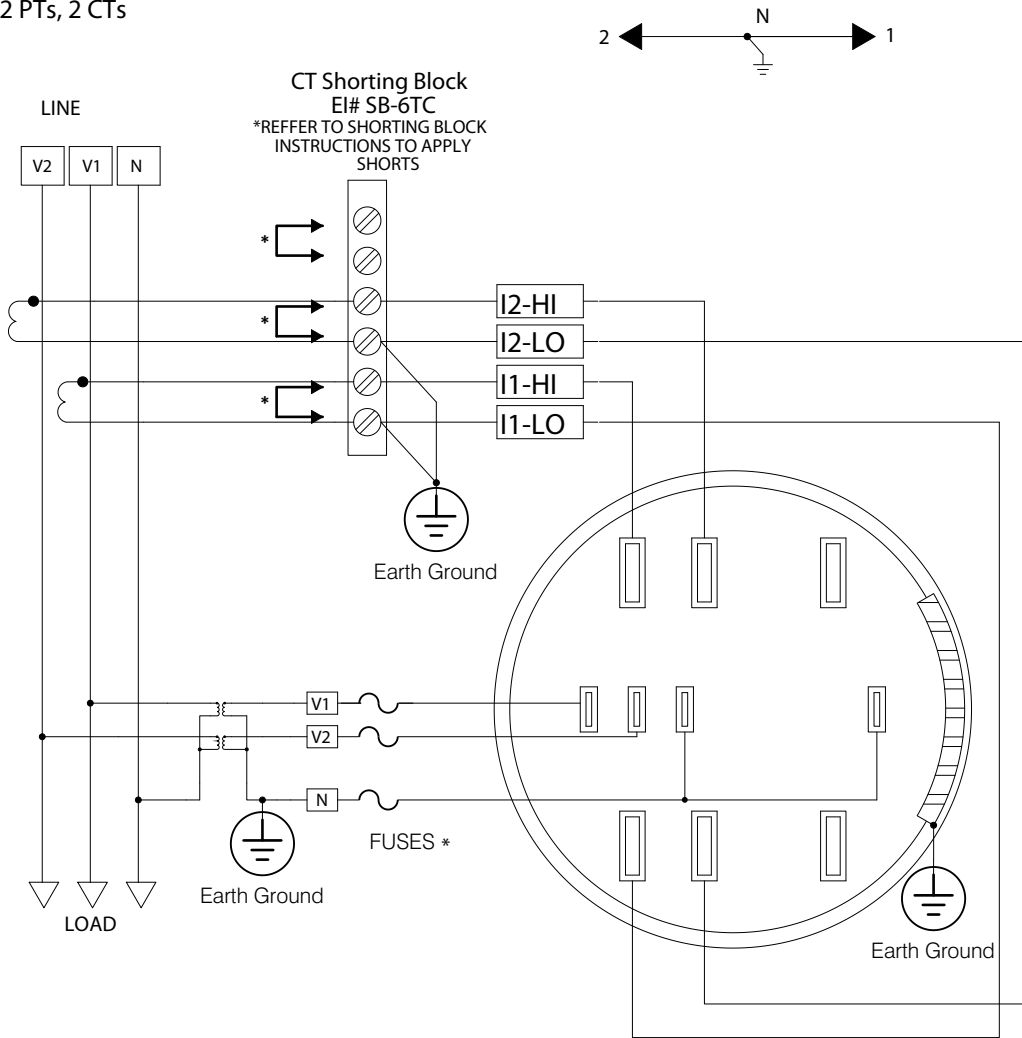 2 PTs, 2 CTs
N
2
1
CT Shorting Block
EI# SB-6TC
*REFFER TO SHORTING BLOCK
INSTRUCTIONS TO APPLY
SHORTS
LINE
V2
V1
N
*
*
*
I2-HI
I2-LO
I1-HI
I1-LO
Earth Ground
V1
V2
N
FUSES *
Earth Ground
LOAD
Earth Ground